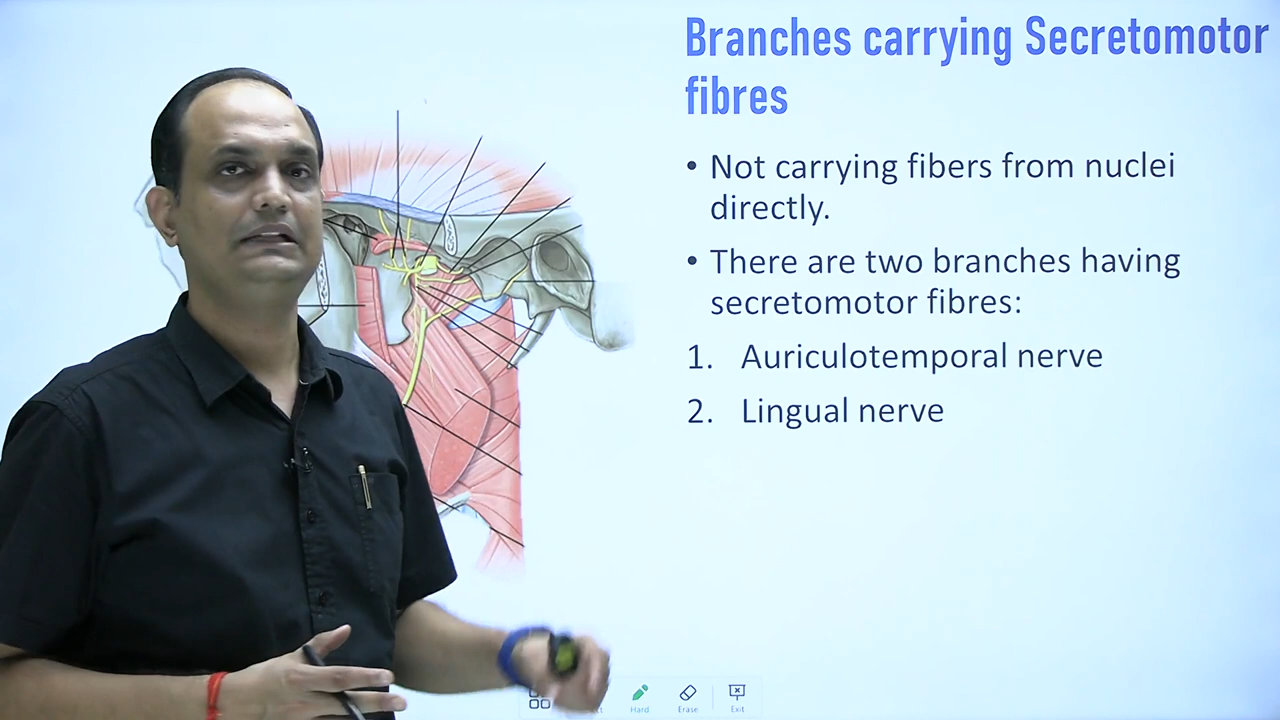 Branches carrying Secretomotor
fibres
• Not carrying fibers from nuclei
directly.
• There are two branches having
secretomotor fibres:
1. Auriculotemporal nerve
2. Lingual nerve
Hard
Erase
Exit